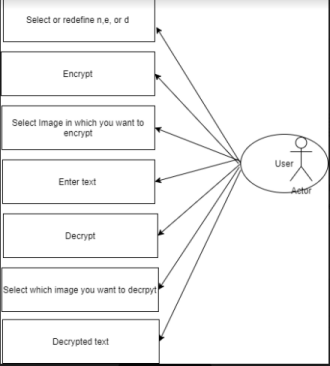 Select or redefine n,e, or d
Encrypt
Select Image in which you want to
encrypt
Enter text
Decrypt
Select which image you want to decrpyt
Decrypted text
User
Actor